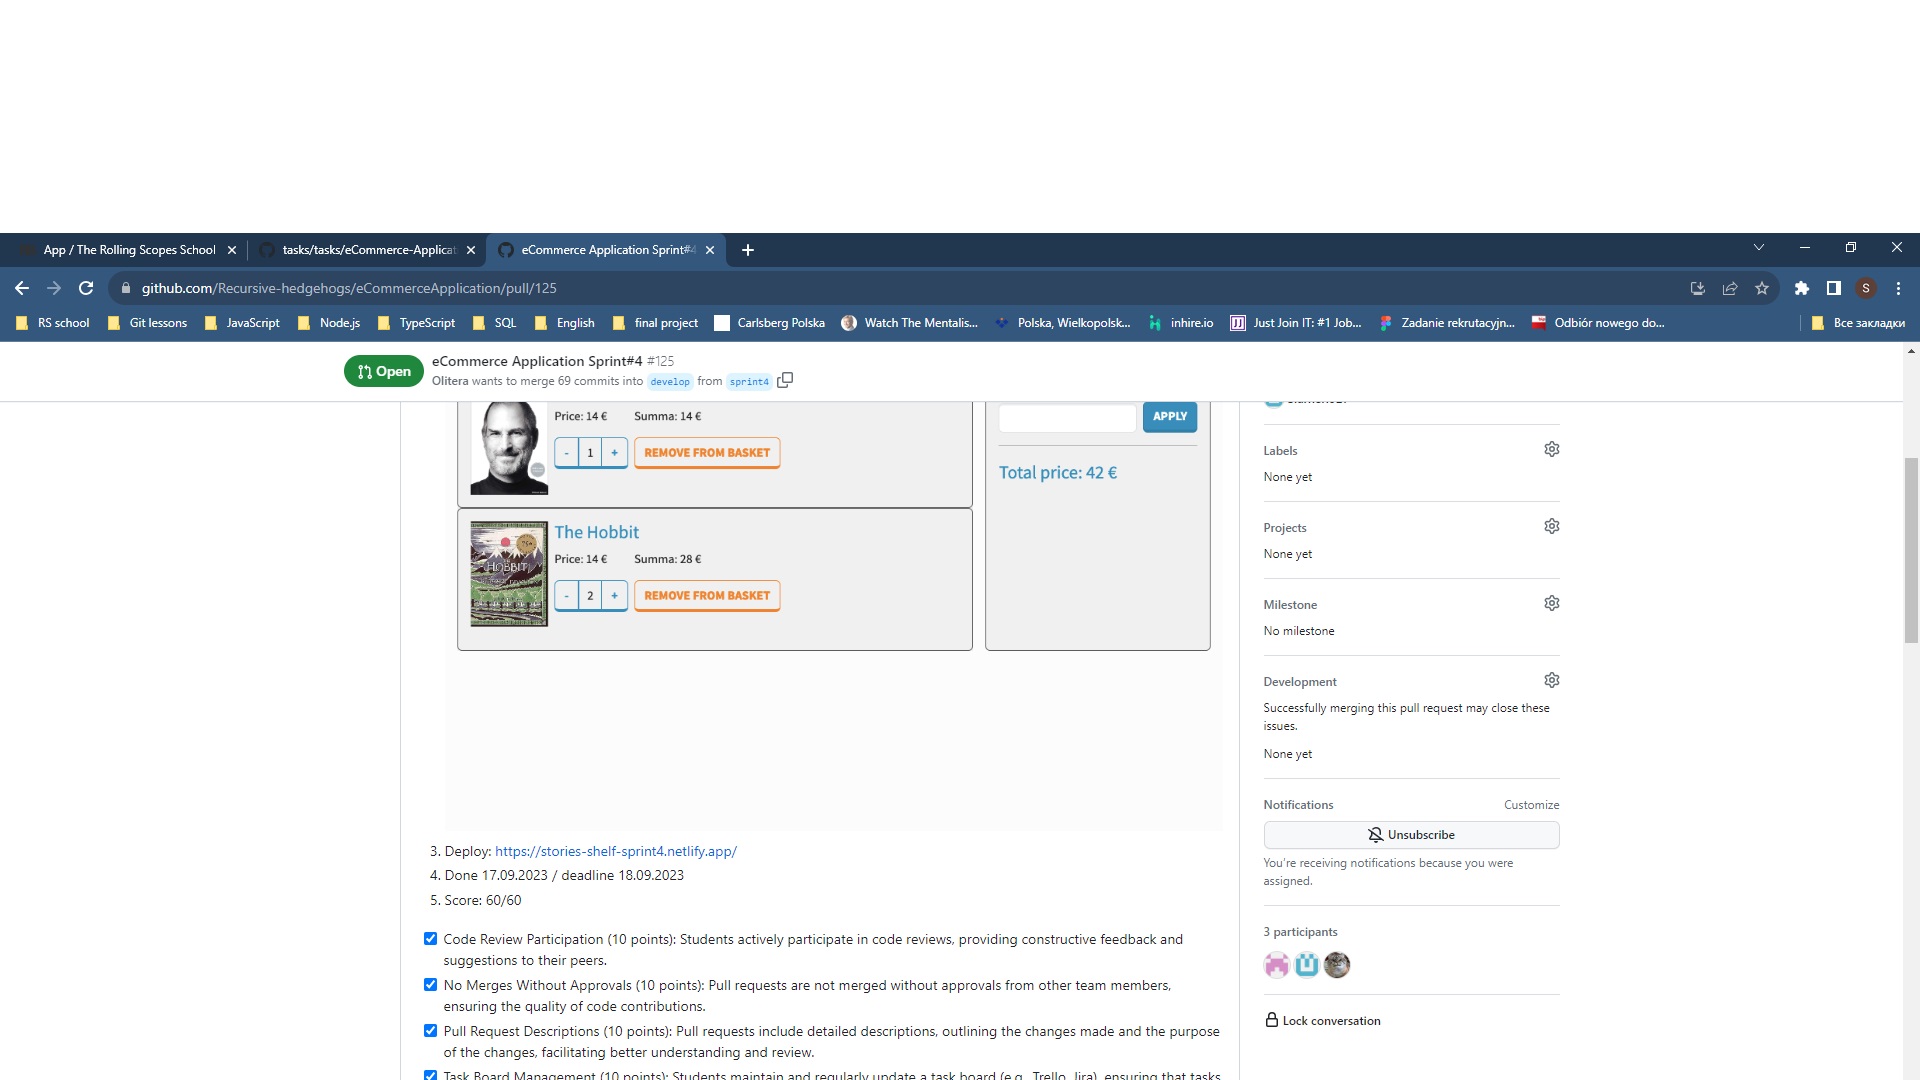 App / The Rolling Scopes School
tasks/tasks/eCommerce-Applicat
eCommerce Application Sprint#4
github.com/Recursive-hedgehogs/eCommerceApplication/pull/125
S
RS school
Git lessons
JavaScript
Node.js
TypeScript
SQL
English
final project
Carlsberg Polska
Watch The Mentalis...
Polska, Wielkopolsk...
inhire.io
Just Join IT: #1 Job...
Zadanie rekrutacyjn...
Odbiór nowego do...
Все закладки
Open
eCommerce Application Sprint#4 #125
Olitera wants to merge 69 commits into develop from sprint4
Price: 14 €
Summa: 14 €
- 1 +
REMOVE FROM BASKET
The Hobbit
Price: 14 €
Summa: 28 €
- 2 +
REMOVE FROM BASKET
HOBBIT
APPLY
Total price: 42 €
3. Deploy: https://stories-shelf-sprint4.netlify.app/
4. Done 17.09.2023 / deadline 18.09.2023
5. Score: 60/60
Code Review Participation (10 points): Students actively participate in code reviews, providing constructive feedback and
suggestions to their peers.
No Merges Without Approvals (10 points): Pull requests are not merged without approvals from other team members,
ensuring the quality of code contributions.
Pull Request Descriptions (10 points): Pull requests include detailed descriptions, outlining the changes made and the purpose
of the changes, facilitating better understanding and review.
Task Board Management (10 points): Students maintain and regularly update a task board (e.g., Trello, Jira), ensuring that tasks
Labels
None yet
Projects
None yet
Milestone
No milestone
Development
Successfully merging this pull request may close these
issues.
None yet
Notifications
Customize
Unsubscribe
You're receiving notifications because you were
assigned.
3 participants
Lock conversation